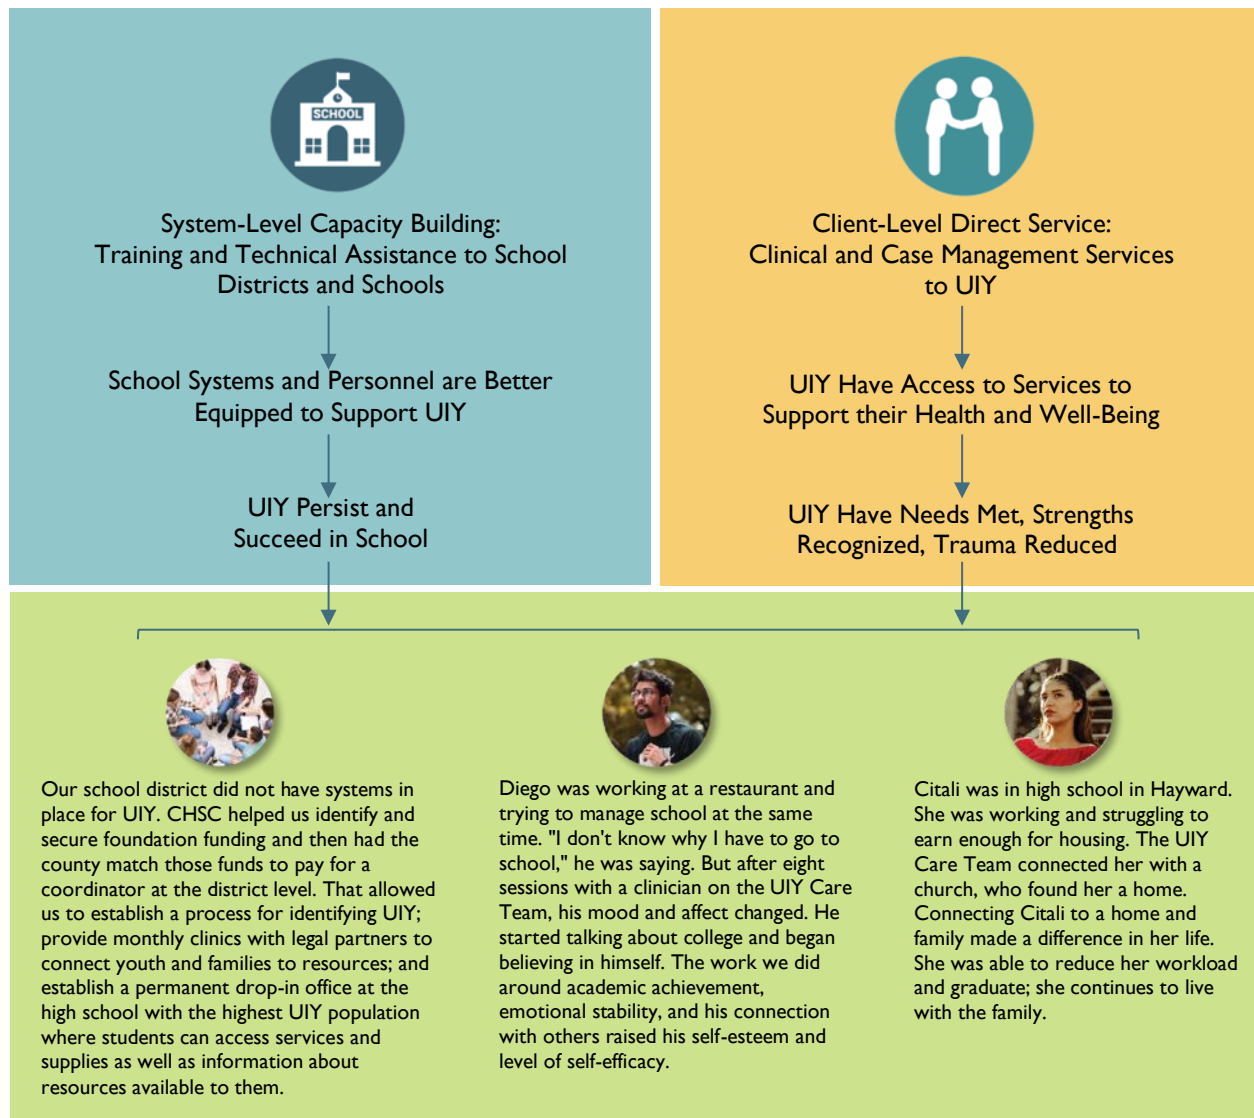 SCHOOL
System-Level Capacity Building:
Training and Technical Assistance to School
Districts and Schools
School Systems and Personnel are Better
Equipped to Support UIY
UIY Persist and
Succeed in School
Client-Level Direct Service:
Clinical and Case Management Services
to UIY
UIY Have Access to Services to
Support their Health and Well-Being
UIY Have Needs Met, Strengths
Recognized, Trauma Reduced
Our school district did not have systems in
place for UIY. CHSC helped us identify and
secure foundation funding and then had the
county match those funds to pay for a
coordinator at the district level. That allowed
us to establish a process for identifying UIY;
provide monthly clinics with legal partners to
connect youth and families to resources; and
establish a permanent drop-in office at the
high school with the highest UIY population
where students can access services and
supplies as well as information about
resources available to them.
Diego was working at a restaurant and
trying to manage school at the same
time. "I don't know why I have to go to
school," he was saying. But after eight
sessions with a clinician on the UIY Care
Team, his mood and affect changed. He
started talking about college and began
believing in himself. The work we did
around academic achievement,
emotional stability, and his connection
with others raised his self-esteem and
level of self-efficacy.
Citali was in high school in Hayward.
She was working and struggling to
earn enough for housing. The UIY
Care Team connected her with a
church, who found her a home.
Connecting Citali to a home and
family made a difference in her life.
She was able to reduce her workload
and graduate; she continues to live
with the family.